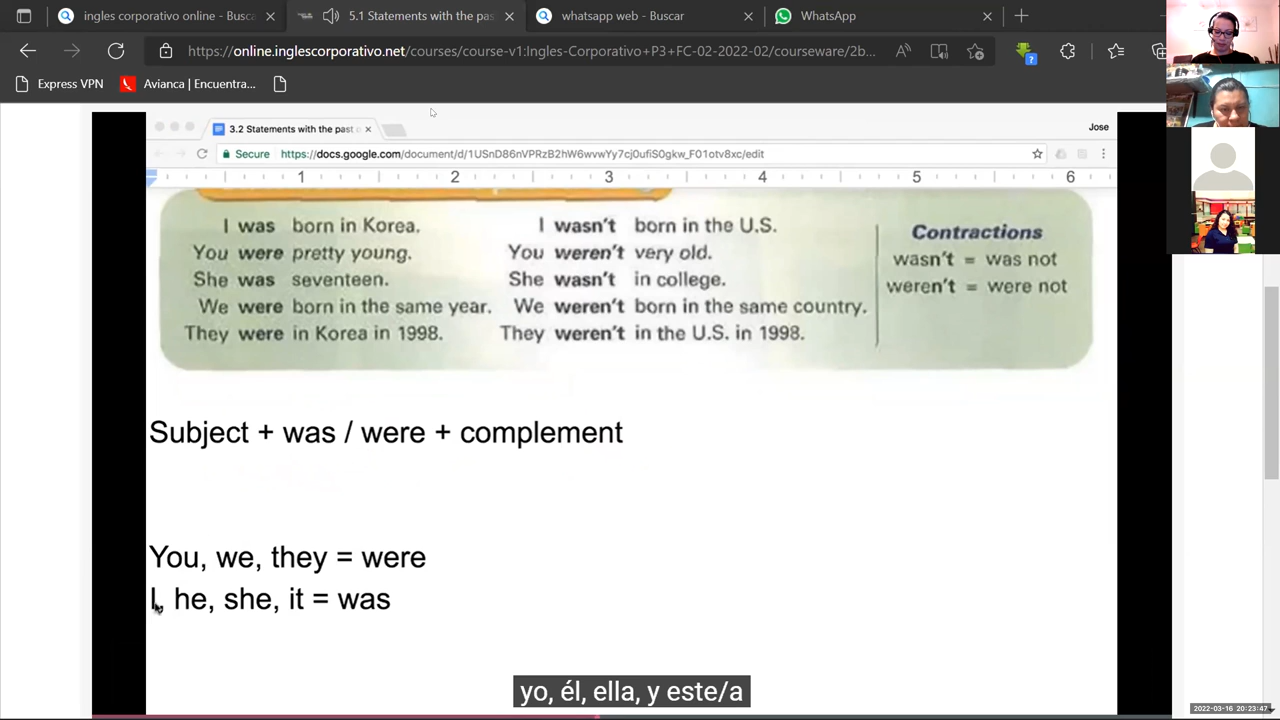 ingles corporativo online - Buscar
5.1 Statements with the pas
whatsapp web - Buscar
https://online.inglescorporativo.net/courses/course-v1:Ingles-Corporativo+P3+FC-02-2022-02/courseware/2b...
Express VPN
Avianca | Encuentra...
3.2 Statements with the past
Jose
Secure
https://docs.google.com/document/d/1USnD86nVPRzB2hW6wvwYy7cj0ufiS0gkw_F01otv8xc/edit
1 2 3 4 5 6
I was born in Korea.
You were pretty young.
She was seventeen.
We were born in the same year.
They were in Korea in 1998.
wasn't born in the U.S.
You weren't very old.
She wasn't in college.
We weren't born in the same country.
They weren't in the U.S. in 1998.
Contractions
wasn't = was not
weren't = were not
Subject + was / were + complement
You, we, they = were
I, he, she, it = was
yo, él, ella, y este/a
2022-03-16 20:23:47